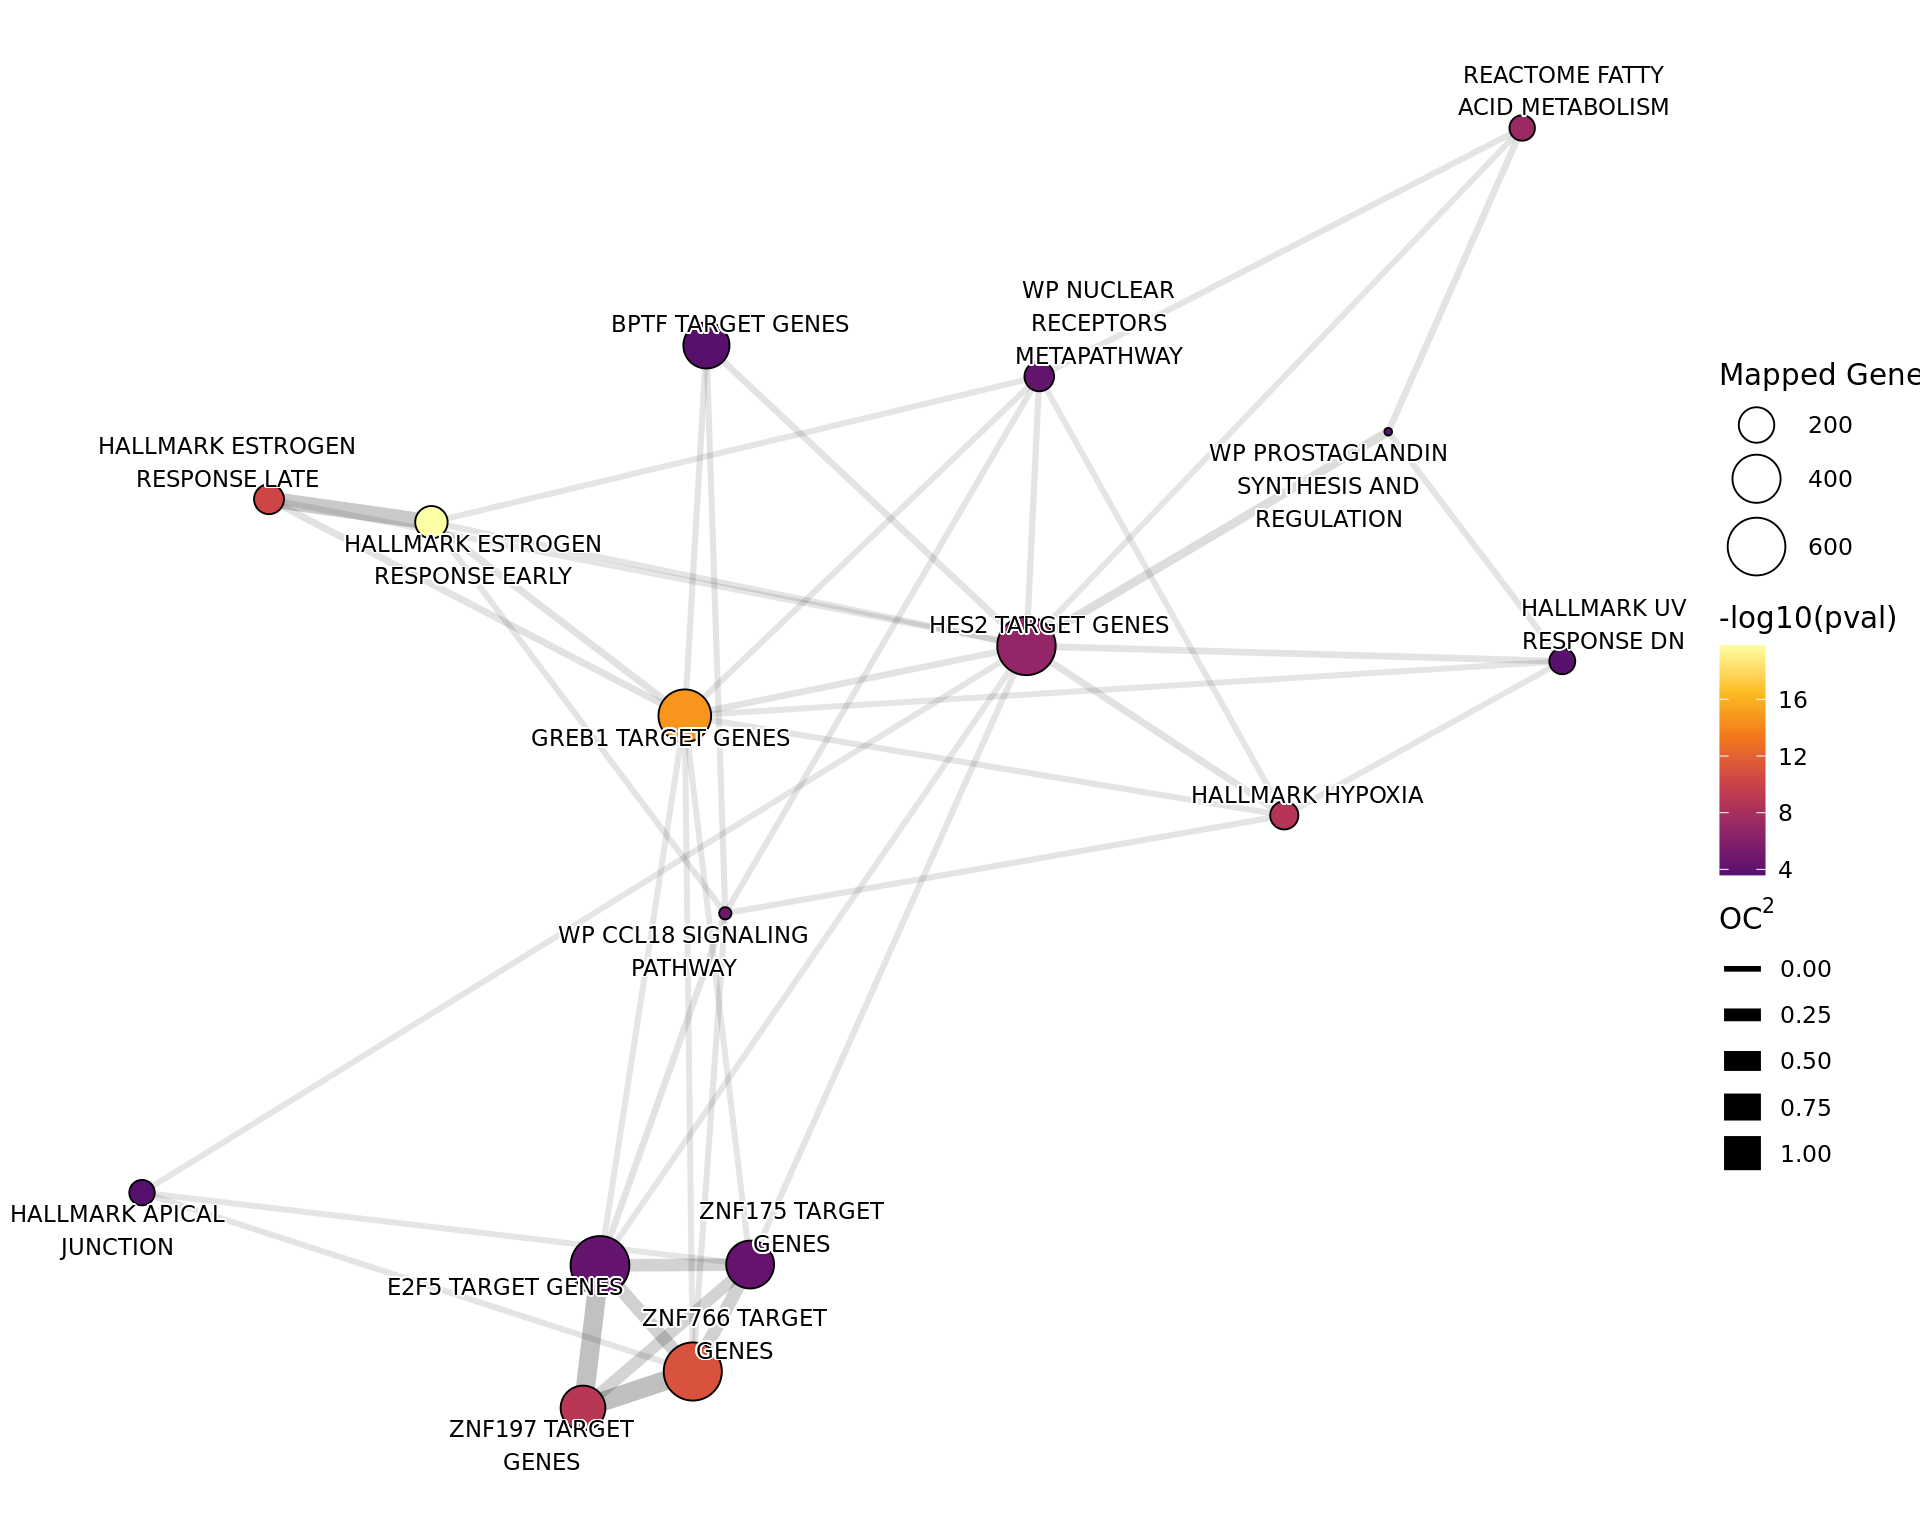 REACTOME FATTY
ACID METABOLISM
WP NUCLEAR
RECEPTORS
METAPATHWAY
BPTF TARGET GENES
HALLMARK ESTROGEN
RESPONSE LATE
WP PROSTAGLANDIN
SYNTHESIS AND
REGULATION
HALLMARK ESTROGEN
RESPONSE EARLY
HALLMARK UV
RESPONSE DN
HES2 TARGET GENES
GREB1 TARGET GENES
HALLMARK HYPOXIA
WP CCL18 SIGNALING
PATHWAY
HALLMARK APICAL
JUNCTION
ZNF175 TARGET
GENES
E2F5 TARGET GENES
ZNF766 TARGET
GENES
ZNF197 TARGET
GENES
Mapped Gene
200
400
600
-log10(pval)
16
12
8
4
OC2
0.00
0.25
0.50
0.75
1.00